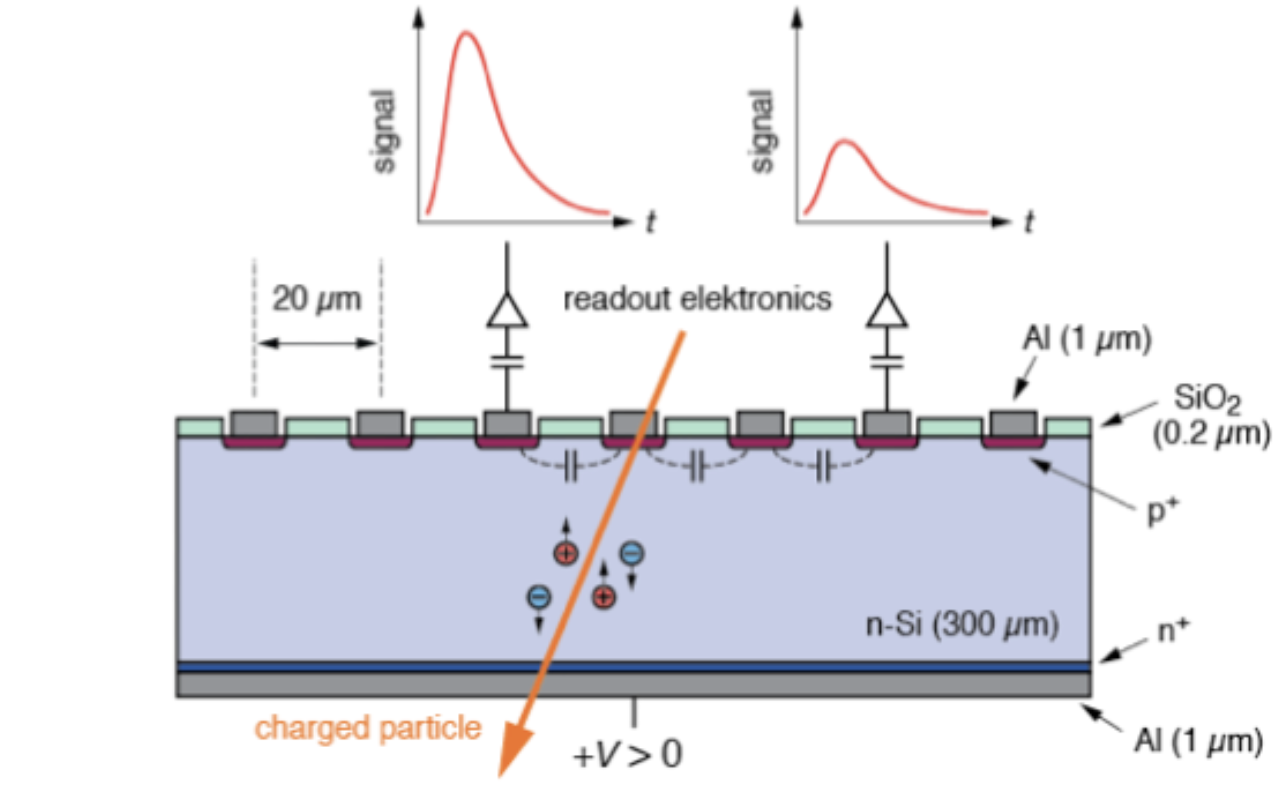 signal
t
signal
t
20 µm
readout elektronics
Al (1 µm)
SiO₂
(0.2 µm)
p⁺
+
−
−
+
n-Si (300 µm)
n⁺
charged particle
+V > 0
Al (1 µm)